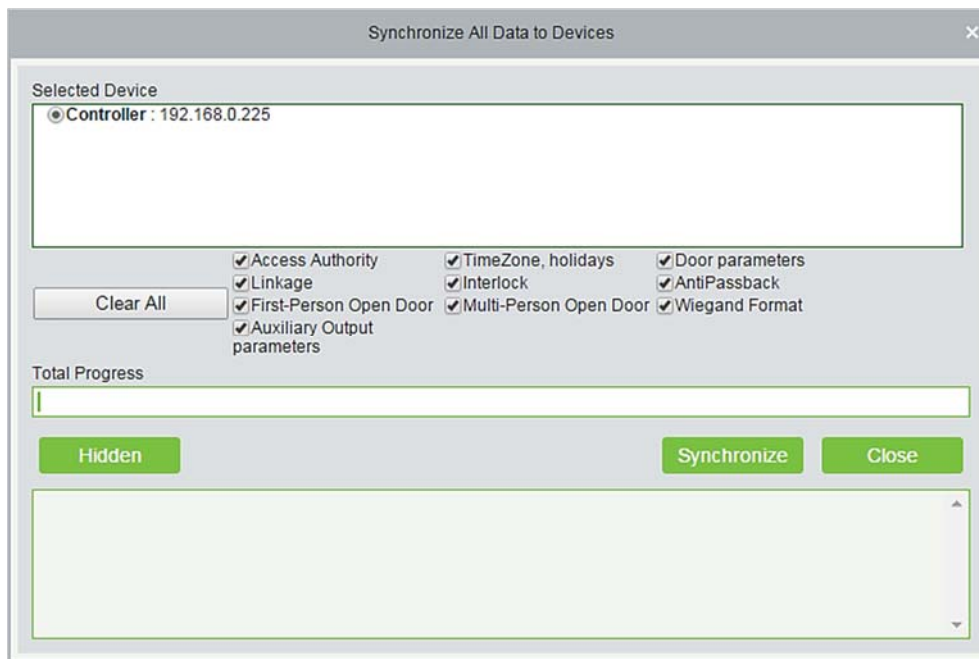 Synchronize All Data to Devices
Selected Device
Controller : 192.168.0.225
Access Authority TimeZone, holidays Door parameters
Linkage Interlock AntiPassback
Clear All
First-Person Open Door Multi-Person Open Door Wiegand Format
Auxiliary Output
parameters
Total Progress
Hidden Synchronize Close